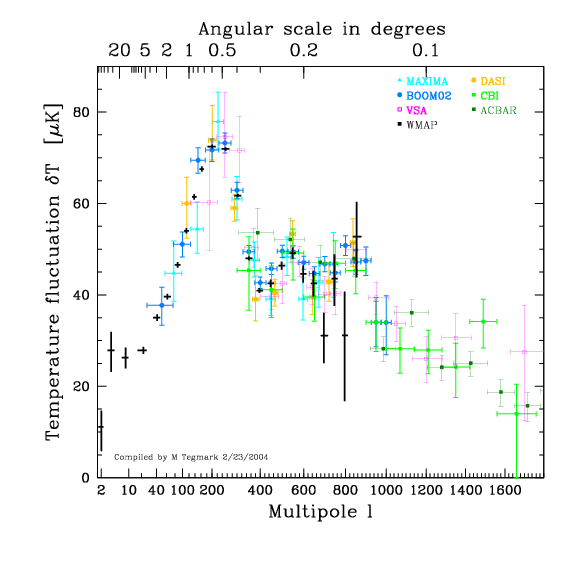 Angular scale in degrees
20 5 2 1 0.5 0.2 0.1
MAXIMA DASI
BOOM02 CBI
VSA ACBAR
WMAP
Temperature fluctuation δT [μK]
80
60
40
20
0
Compiled by M Tegmark 2/23/2004
2 10 40 100 200 400 600 800 1000 1200 1400 1600
Multipole l